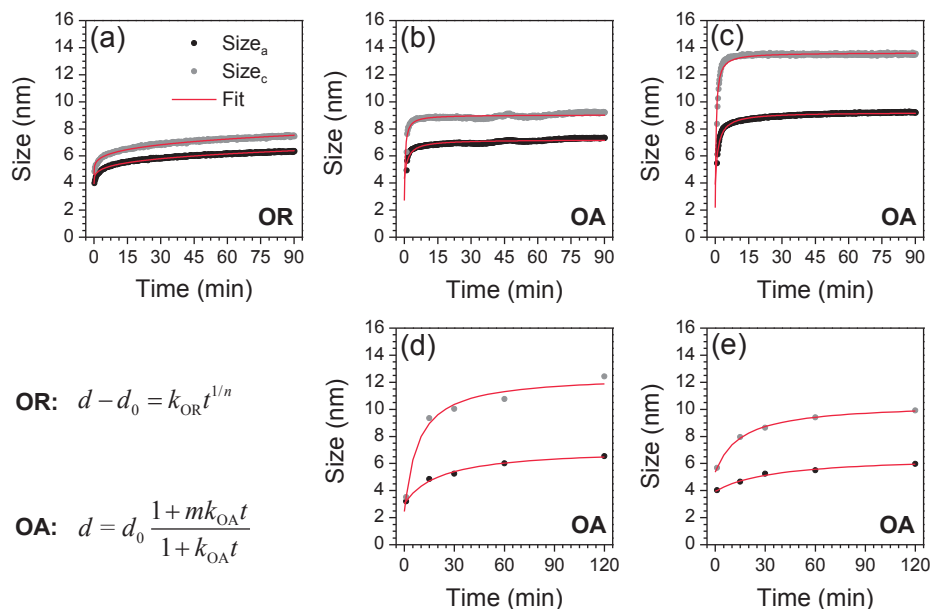 (a)
Size_a
Size_c
Fit
OR
Size (nm)
16
14
12
10
8
6
4
2
0
0 15 30 45 60 75 90
Time (min)
(b)
OA
Size (nm)
16
14
12
10
8
6
4
2
0
0 15 30 45 60 75 90
Time (min)
(c)
OA
Size (nm)
16
14
12
10
8
6
4
2
0
0 15 30 45 60 75 90
Time (min)
OR: d − d_0 = k_OR t^{1/n}
OA: d = d_0 \frac{1 + mk_OA t}{1 + k_OA t}
(d)
OA
Size (nm)
16
14
12
10
8
6
4
2
0
0 30 60 90 120
Time (min)
(e)
OA
Size (nm)
16
14
12
10
8
6
4
2
0
0 30 60 90 120
Time (min)